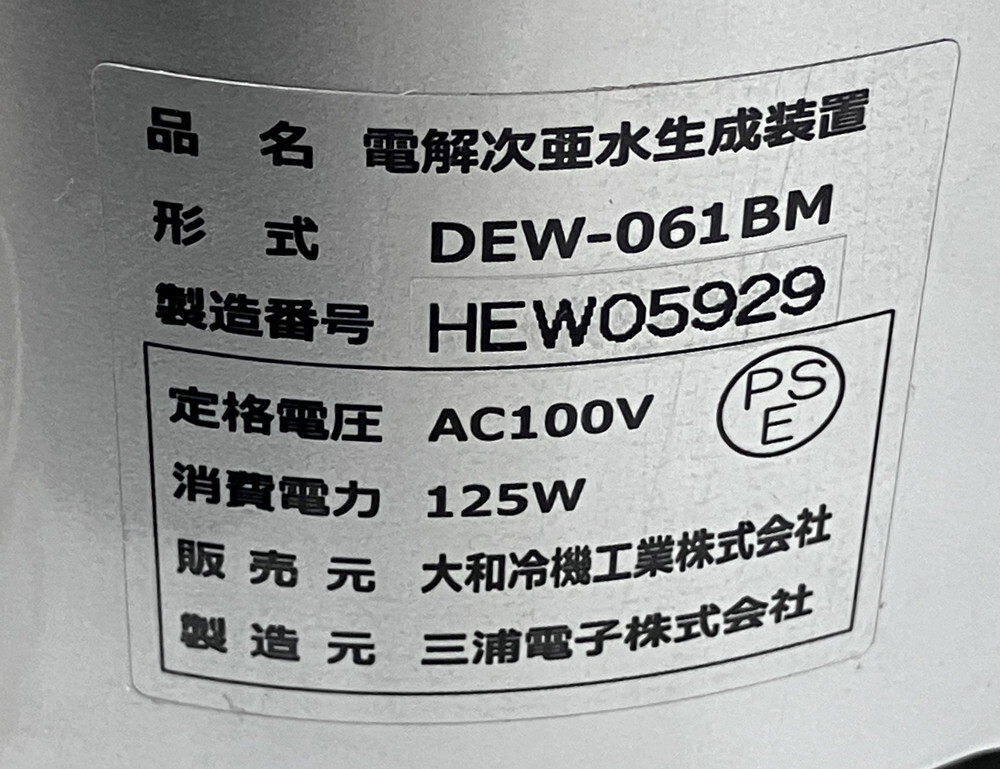 品名 電解次亜水生成装置
形式 DEW-061BM
製造番号 HEW05929
定格電圧 AC100V
PS
E
消費電力 125W
販売元 大和冷機工業株式会社
製造元 三浦電子株式会社